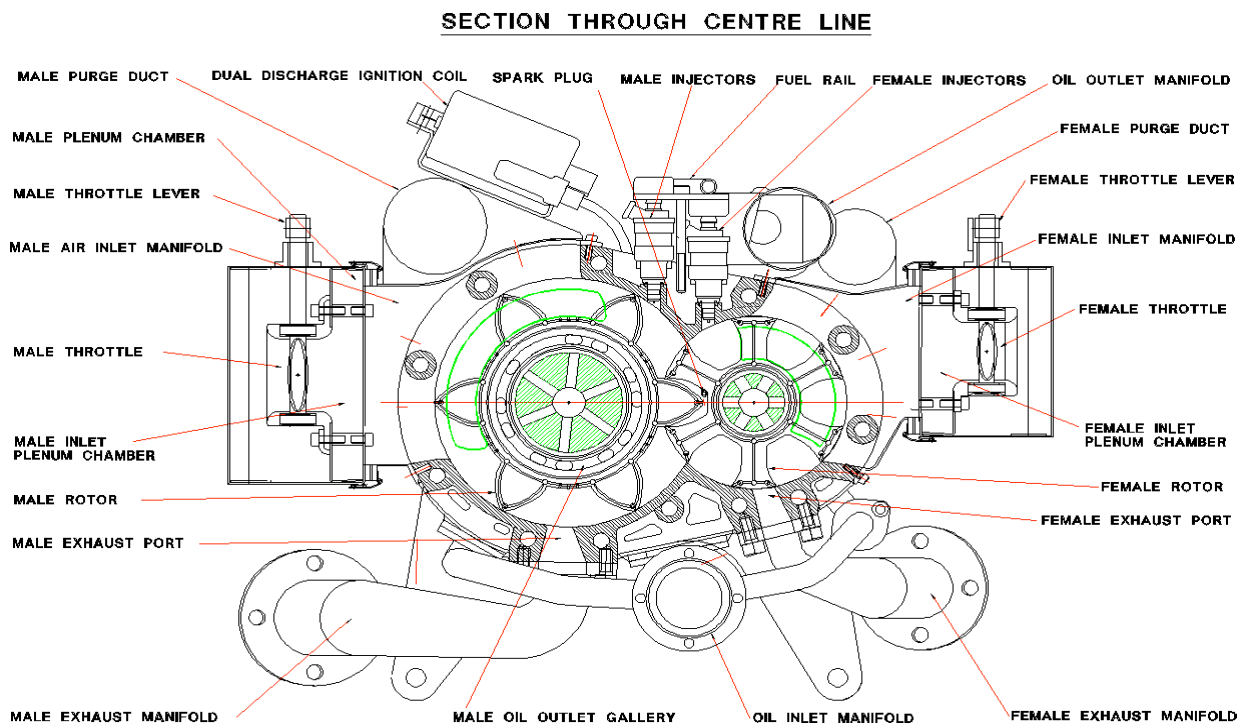 SECTION THROUGH CENTRE LINE
MALE PURGE DUCT
DUAL DISCHARGE IGNITION COIL
SPARK PLUG
MALE INJECTORS
FUEL RAIL
FEMALE INJECTORS
OIL OUTLET MANIFOLD
MALE PLENUM CHAMBER
FEMALE PURGE DUCT
MALE THROTTLE LEVER
FEMALE THROTTLE LEVER
MALE AIR INLET MANIFOLD
FEMALE INLET MANIFOLD
MALE THROTTLE
FEMALE THROTTLE
MALE INLET
PLENUM CHAMBER
FEMALE INLET
PLENUM CHAMBER
MALE ROTOR
FEMALE ROTOR
MALE EXHAUST PORT
FEMALE EXHAUST PORT
MALE EXHAUST MANIFOLD
MALE OIL OUTLET GALLERY
OIL INLET MANIFOLD
FEMALE EXHAUST MANIFOLD